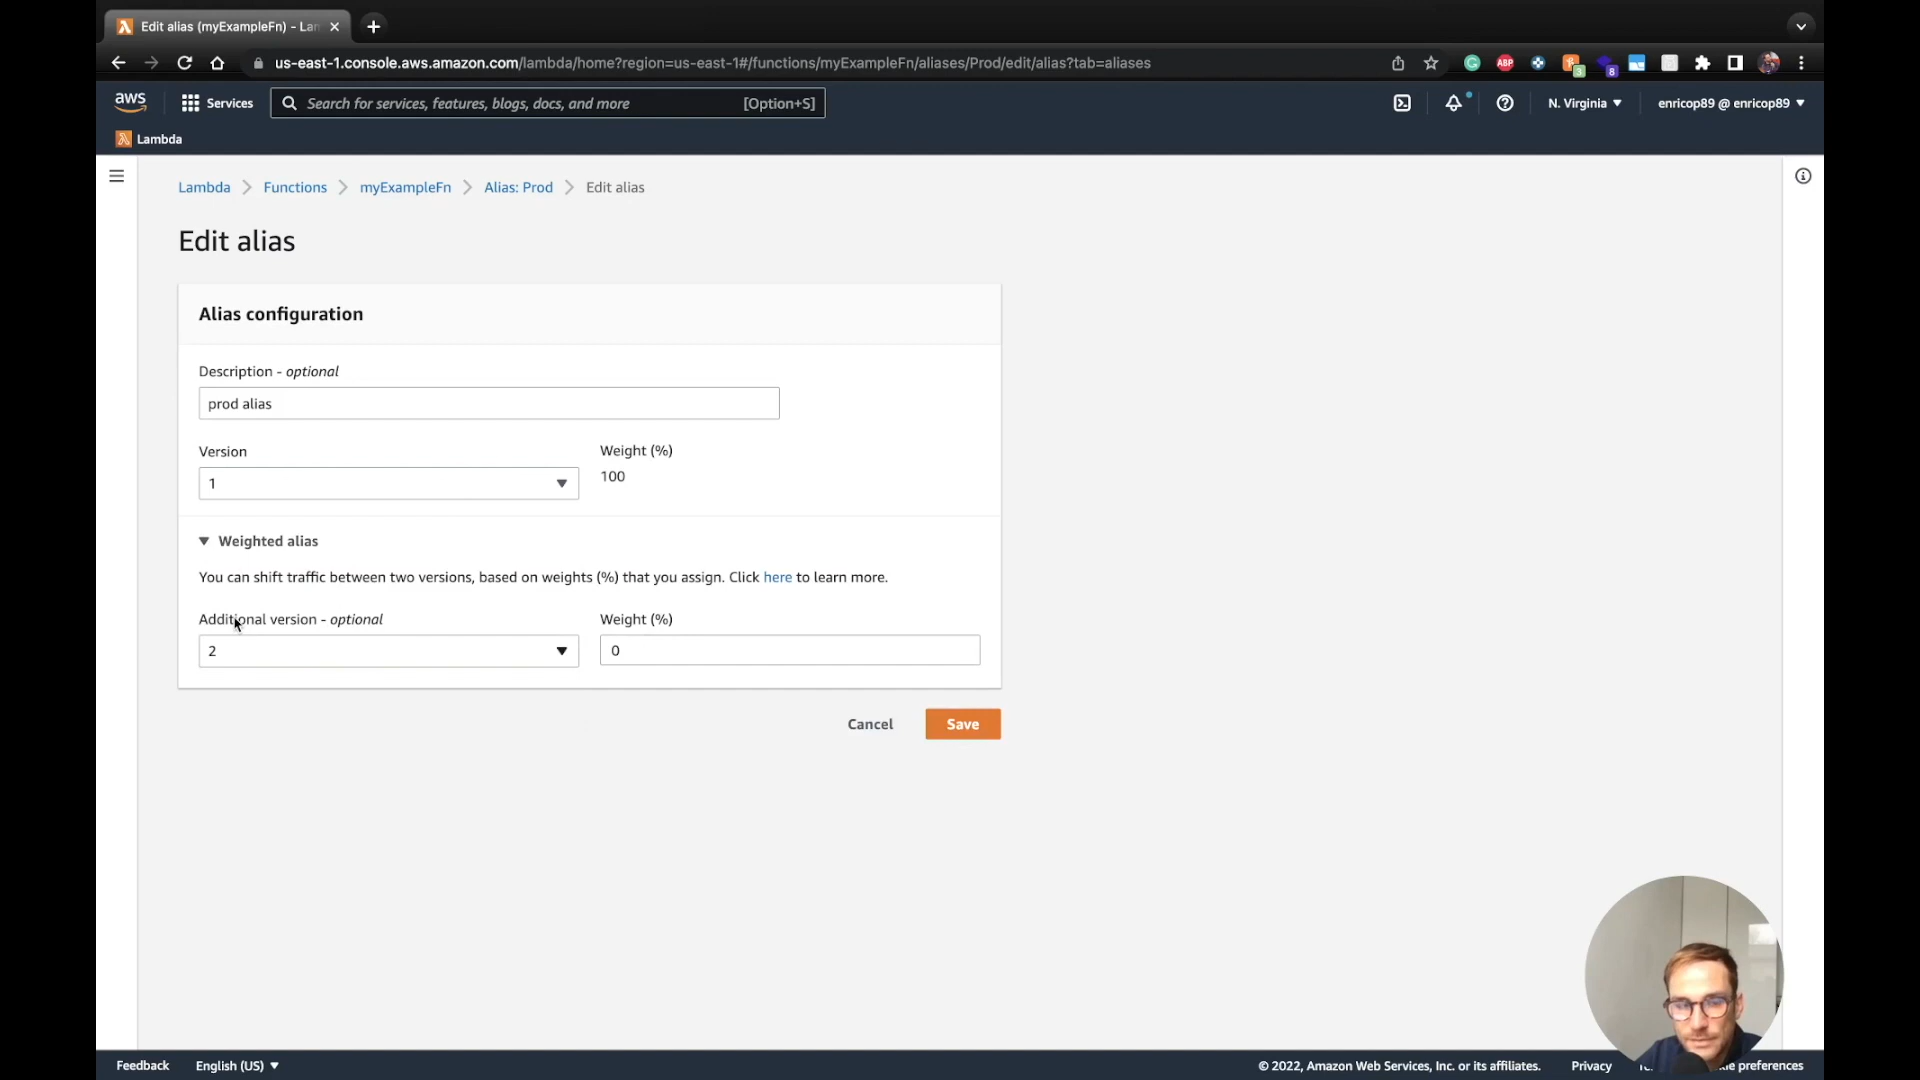 Edit alias (myExampleFn) - Lan
us-east-1.console.aws.amazon.com/lambda/home?region=us-east-1#/functions/myExampleFn/aliases/Prod/edit/alias?tab=aliases
ABP
3
8
aws
Services
Search for services, features, blogs, docs, and more
[Option+S]
N. Virginia
enricop89 @ enricop89
Lambda
Lambda
Functions
myExampleFn
Alias: Prod
Edit alias
Edit alias
Alias configuration
Description - optional
prod alias
Version
Weight (%)
1
100
Weighted alias
You can shift traffic between two versions, based on weights (%) that you assign. Click here to learn more.
Additional version - optional
Weight (%)
2
0
Cancel
Save
Feedback
English (US)
© 2022, Amazon Web Services, Inc. or its affiliates.
Privacy
preferences